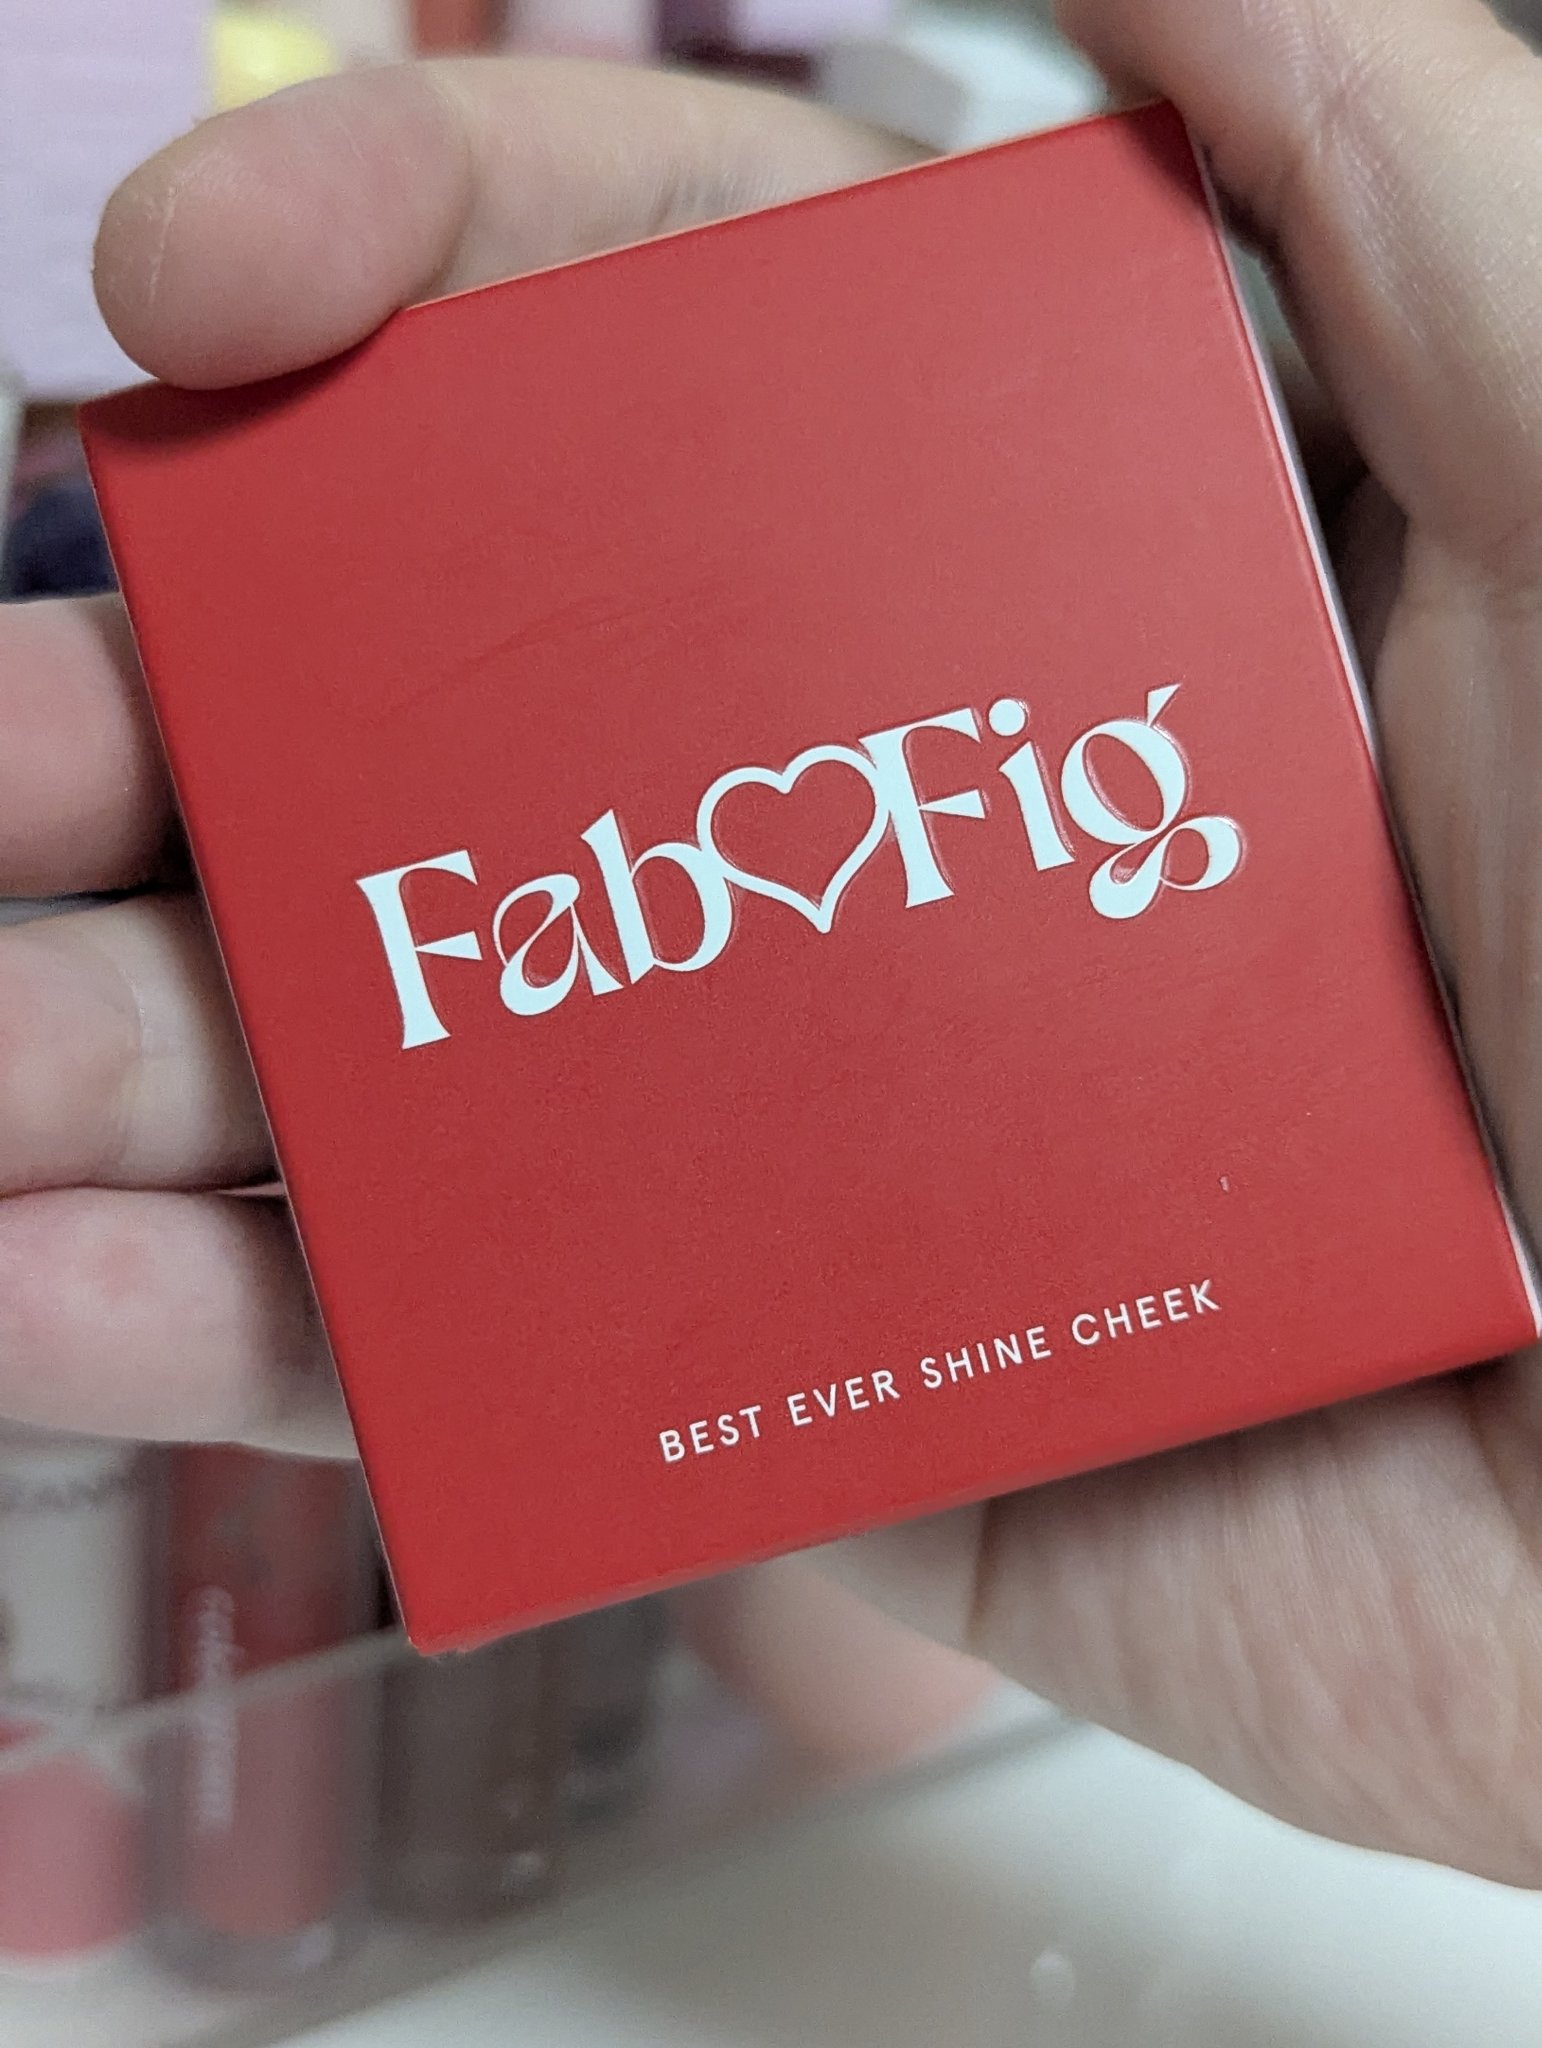 Fab♡Fig
BEST EVER SHINE CHEEK